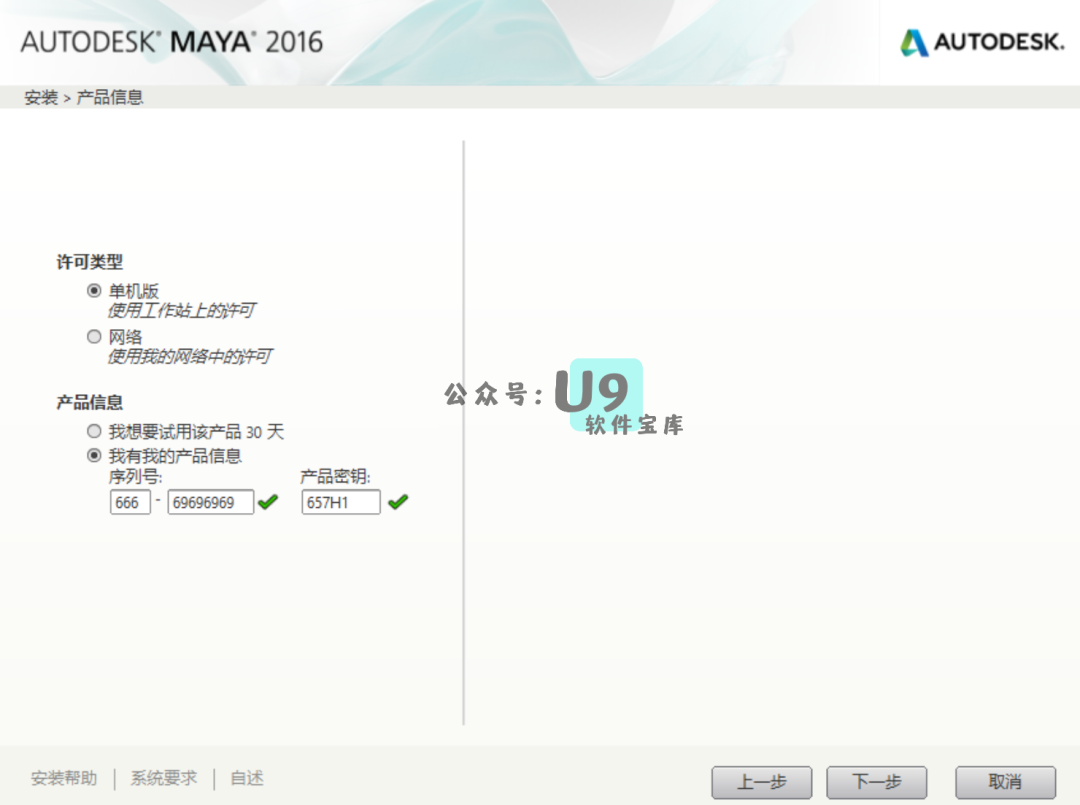 AUTODESK® MAYA® 2016
AUTODESK.
安装 > 产品信息
许可类型
单机版
使用工作站上的许可
网络
使用我的网络中的许可
产品信息
我想要试用该产品 30 天
我有我的产品信息
序列号: 产品密钥:
666 - 69696969 657H1
公众号: U9
软件宝库
安装帮助 | 系统要求 | 自述
上一步 下一步 取消